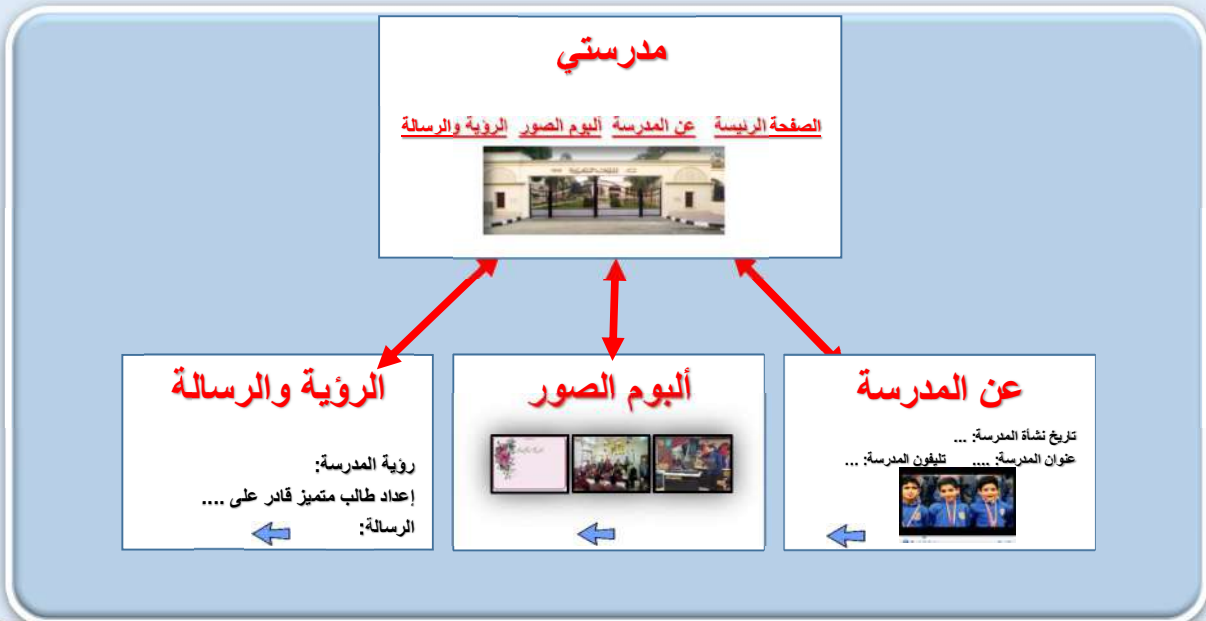 مدرستي
الصفحة الرئيسة عن المدرسة ألبوم الصور الرؤية والرسالة
عن المدرسة
تاريخ نشأة المدرسة: ...
عنوان المدرسة: .... تليفون المدرسة: ...
ألبوم الصور
الرؤية والرسالة
رؤية المدرسة:
إعداد طالب متميز قادر على ....
الرسالة: